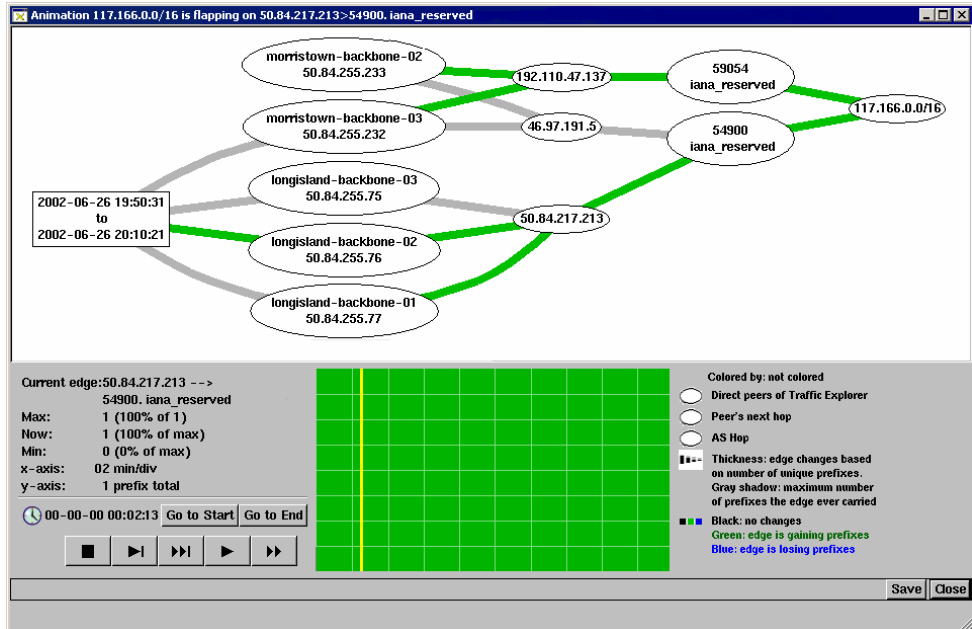 Animation 117.166.0.0/16 is flapping on 50.84.217.213>54900. iana_reserved
morristown-backbone-02
50.84.255.233
192.110.47.137
59054
iana_reserved
117.166.0.0/16
morristown-backbone-03
50.84.255.232
46.97.191.5
54900
iana_reserved
longisland-backbone-03
50.84.255.75
2002-06-26 19:50:31
to
2002-06-26 20:10:21
50.84.217.213
longisland-backbone-02
50.84.255.76
longisland-backbone-01
50.84.255.77
Current edge:50.84.217.213 -->
54900. iana_reserved
Max: 1 (100% of 1)
Now: 1 (100% of max)
Min: 0 (0% of max)
x-axis: 02 min/div
y-axis: 1 prefix total
00-00-00 00:02:13 Go to Start Go to End
Colored by: not colored
Direct peers of Traffic Explorer
Peer's next hop
AS Hop
Thickness: edge changes based
on number of unique prefixes.
Gray shadow: maximum number
of prefixes the edge ever carried
Black: no changes
Green: edge is gaining prefixes
Blue: edge is losing prefixes
Save Close